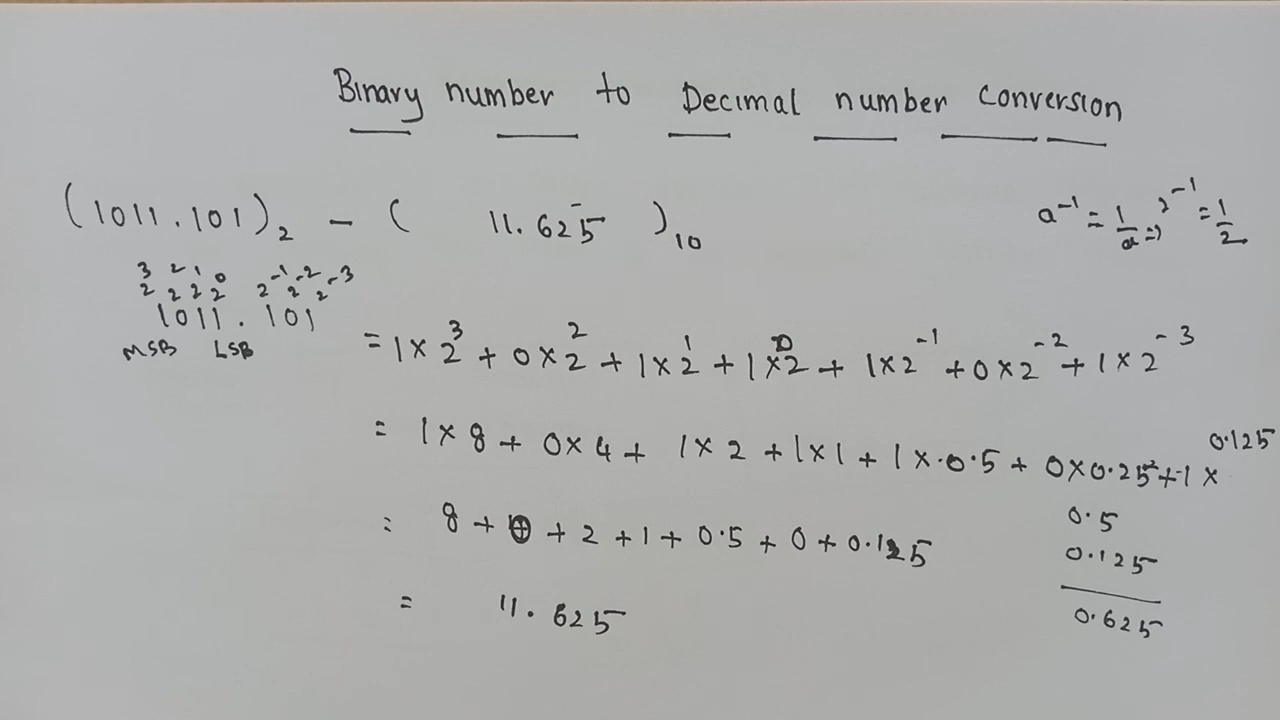 Binary number to Decimal number conversion
(1011.101)₂ – ( 11.625 )₁₀
a⁻¹ = 1/a ⇒ 2⁻¹ = 1/2
2³ 2² 2¹ 2⁰ 2⁻¹ 2⁻² 2⁻³
1011.101
MSB LSB
= 1×2³ + 0×2² + 1×2¹ + 1×2⁰ + 1×2⁻¹ + 0×2⁻² + 1×2⁻³
= 1×8 + 0×4 + 1×2 + 1×1 + 1×0.5 + 0×0.25 + 1×0.125
= 8 + 0 + 2 + 1 + 0.5 + 0 + 0.125
= 11.625
0.5
0.125
0.625